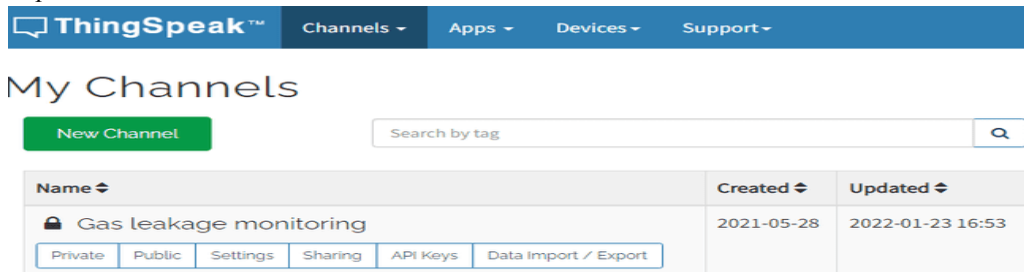 ThingSpeak™ Channels Apps Devices Support
My Channels
New Channel Search by tag
Name Created Updated
Gas leakage monitoring 2021-05-28 2022-01-23 16:53
Private Public Settings Sharing API Keys Data Import / Export